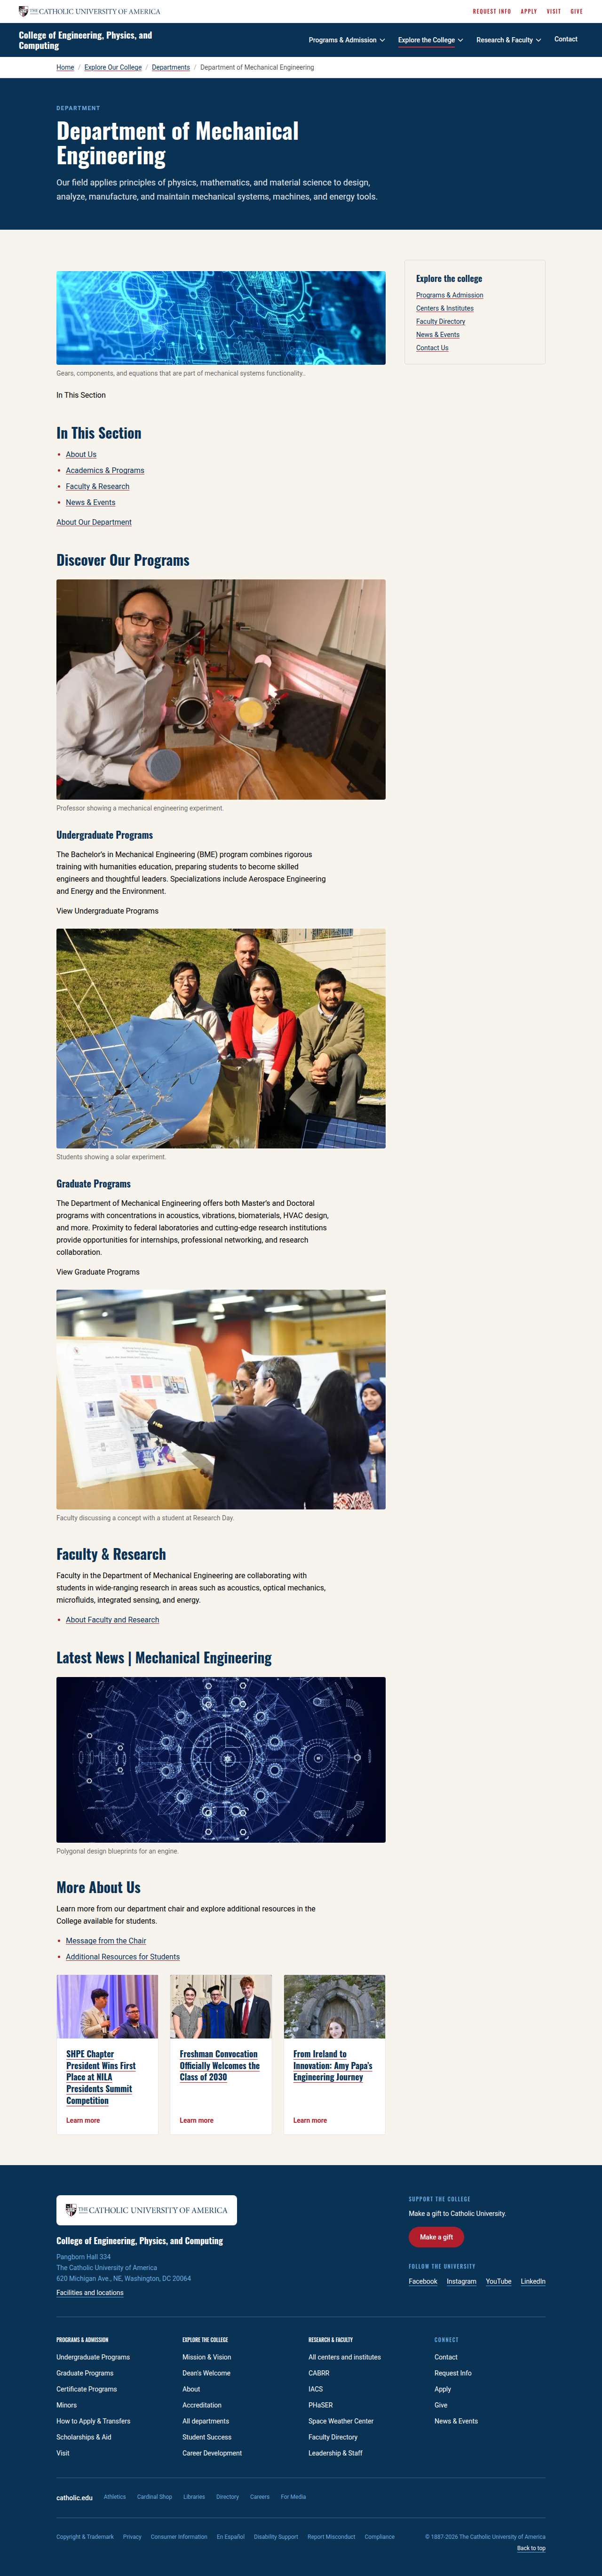 THE CATHOLIC UNIVERSITY OF AMERICA
REQUEST INFO APPLY VISIT GIVE
College of Engineering, Physics, and
Computing
Programs & Admission Explore the College Research & Faculty Contact
Home / Explore Our College / Departments / Department of Mechanical Engineering
DEPARTMENT
Department of Mechanical
Engineering
Our field applies principles of physics, mathematics, and material science to design,
analyze, manufacture, and maintain mechanical systems, machines, and energy tools.
Explore the college
Programs & Admission
Centers & Institutes
Faculty Directory
News & Events
Contact Us
Gears, components, and equations that are part of mechanical systems functionality..
In This Section
In This Section
About Us
Academics & Programs
Faculty & Research
News & Events
About Our Department
Discover Our Programs
Professor showing a mechanical engineering experiment.
Undergraduate Programs
The Bachelor's in Mechanical Engineering (BME) program combines rigorous
training with humanities education, preparing students to become skilled
engineers and thoughtful leaders. Specializations include Aerospace Engineering
and Energy and the Environment.
View Undergraduate Programs
Students showing a solar experiment.
Graduate Programs
The Department of Mechanical Engineering offers both Master's and Doctoral
programs with concentrations in acoustics, vibrations, biomaterials, HVAC design,
and more. Proximity to federal laboratories and cutting-edge research institutions
provide opportunities for internships, professional networking, and research
collaboration.
View Graduate Programs
Faculty discussing a concept with a student at Research Day.
Faculty & Research
Faculty in the Department of Mechanical Engineering are collaborating with
students in wide-ranging research in areas such as acoustics, optical mechanics,
microfluids, integrated sensing, and energy.
About Faculty and Research
Latest News | Mechanical Engineering
Polygonal design blueprints for an engine.
More About Us
Learn more from our department chair and explore additional resources in the
College available for students.
Message from the Chair
Additional Resources for Students
SHPE Chapter
President Wins First
Place at NILA
Presidents Summit
Competition
Learn more
Freshman Convocation
Officially Welcomes the
Class of 2030
Learn more
From Ireland to
Innovation: Amy Papa's
Engineering Journey
Learn more
THE CATHOLIC UNIVERSITY OF AMERICA
College of Engineering, Physics, and Computing
Pangborn Hall 334
The Catholic University of America
620 Michigan Ave., NE, Washington, DC 20064
Facilities and locations
SUPPORT THE COLLEGE
Make a gift to Catholic University.
Make a gift
FOLLOW THE UNIVERSITY
Facebook Instagram YouTube LinkedIn
PROGRAMS & ADMISSION
Undergraduate Programs
Graduate Programs
Certificate Programs
Minors
How to Apply & Transfers
Scholarships & Aid
Visit
EXPLORE THE COLLEGE
Mission & Vision
Dean's Welcome
About
Accreditation
All departments
Student Success
Career Development
RESEARCH & FACULTY
All centers and institutes
CABRR
IACS
PHaSER
Space Weather Center
Faculty Directory
Leadership & Staff
CONNECT
Contact
Request Info
Apply
Give
News & Events
catholic.edu Athletics Cardinal Shop Libraries Directory Careers For Media
Copyright & Trademark Privacy Consumer Information En Español Disability Support Report Misconduct Compliance
© 1887-2026 The Catholic University of America
Back to top